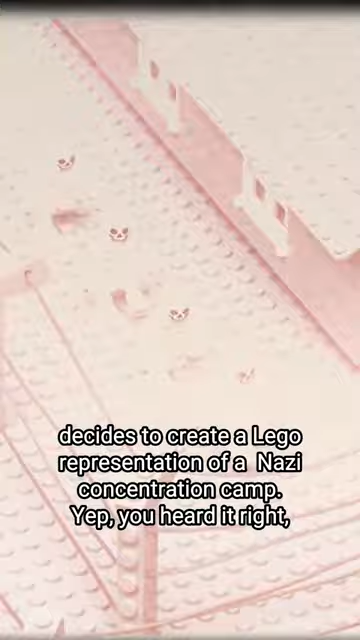 decides to create a Lego
representation of a Nazi
concentration camp.
Yep, you heard it right,